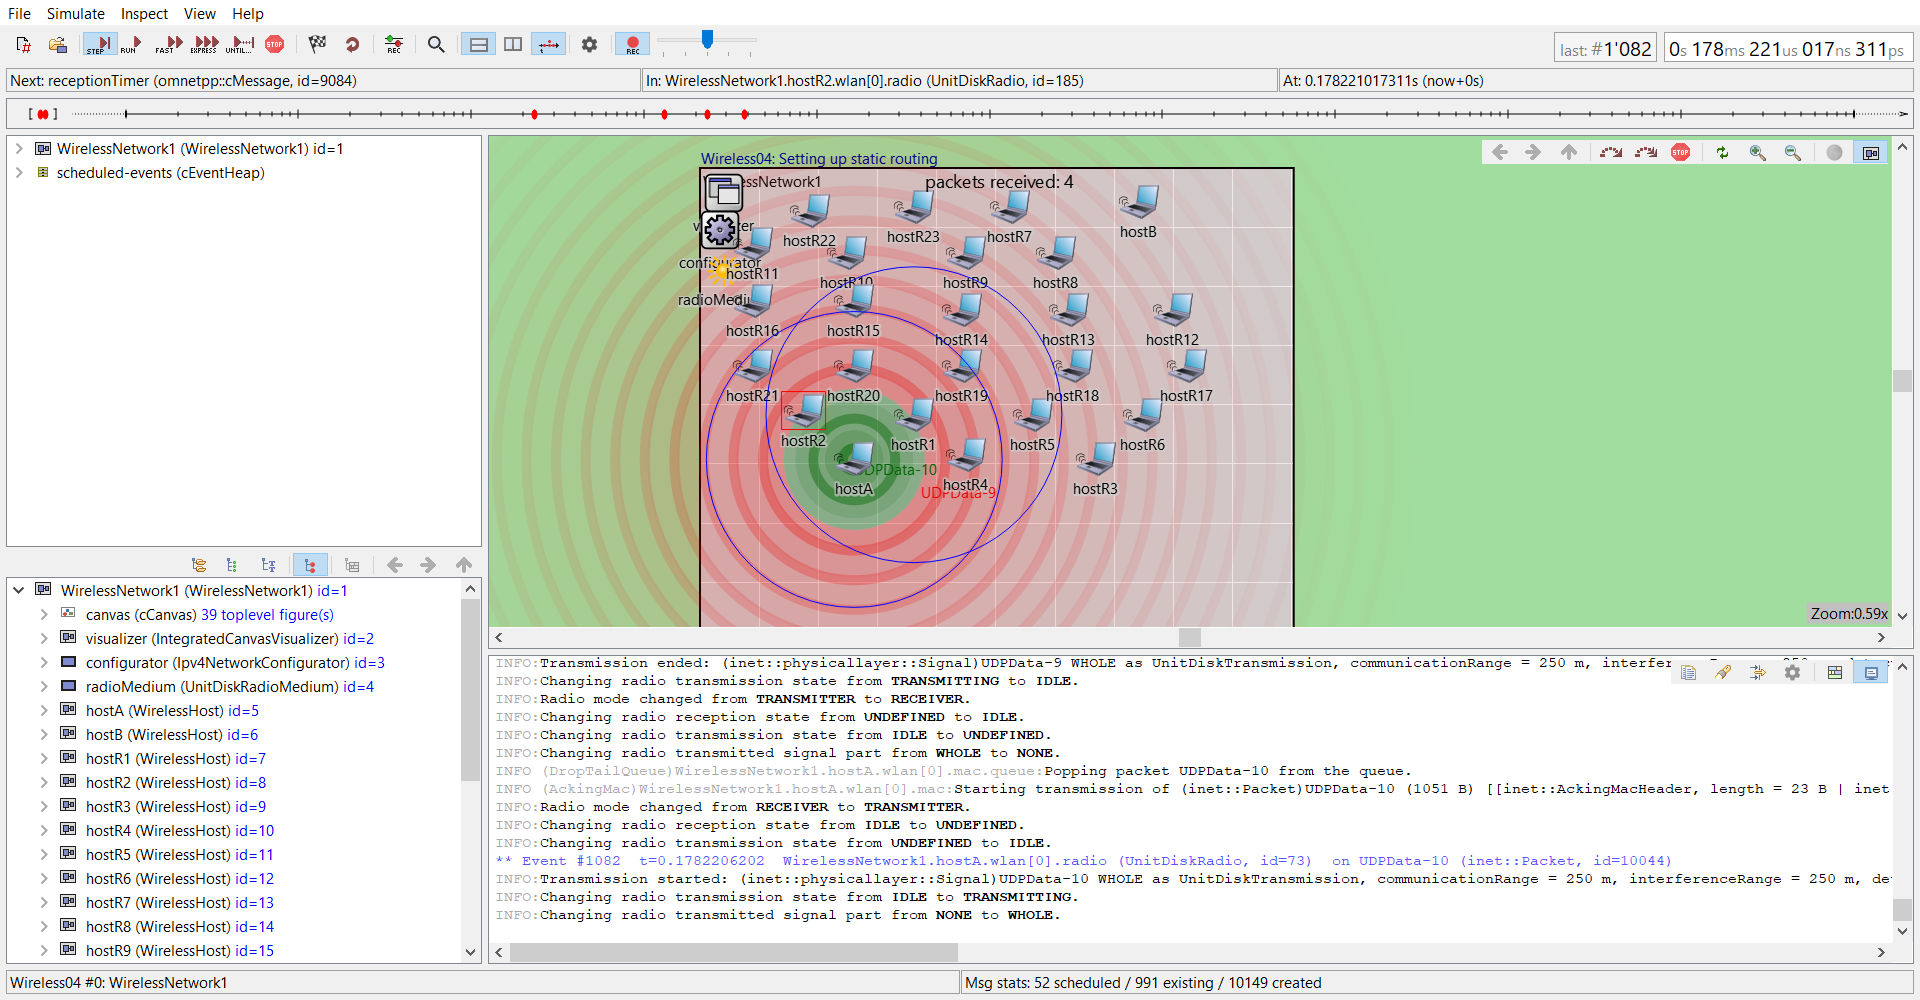 File Simulate Inspect View Help
STEP RUN FAST EXPRESS UNTIL... STOP REC REC
last: #1'082 0s 178ms 221us 017ns 311ps
Next: receptionTimer (omnetpp::cMessage, id=9084) In: WirelessNetwork1.hostR2.wlan[0].radio (UnitDiskRadio, id=185) At: 0.178221017311s (now+0s)
WirelessNetwork1 (WirelessNetwork1) id=1
scheduled-events (cEventHeap)
WirelessNetwork1 (WirelessNetwork1) id=1
canvas (cCanvas) 39 toplevel figure(s)
visualizer (IntegratedCanvasVisualizer) id=2
configurator (Ipv4NetworkConfigurator) id=3
radioMedium (UnitDiskRadioMedium) id=4
hostA (WirelessHost) id=5
hostB (WirelessHost) id=6
hostR1 (WirelessHost) id=7
hostR2 (WirelessHost) id=8
hostR3 (WirelessHost) id=9
hostR4 (WirelessHost) id=10
hostR5 (WirelessHost) id=11
hostR6 (WirelessHost) id=12
hostR7 (WirelessHost) id=13
hostR8 (WirelessHost) id=14
hostR9 (WirelessHost) id=15
Wireless04: Setting up static routing
STOP
packets received: 4
hostR22 hostR23 hostR7 hostB
configurator
hostR11 hostR10 hostR9 hostR8
hostR16 hostR15 hostR14 hostR13 hostR12
hostR21 hostR20 hostR19 hostR18 hostR17
hostR2 hostR1 hostR5 hostR6
UDPData-10
hostA hostR4 hostR3
UDPData-9
Zoom:0.59x
INFO:Transmission ended: (inet::physicallayer::Signal)UDPData-9 WHOLE as UnitDiskTransmission, communicationRange = 250 m,
INFO:Changing radio transmission state from TRANSMITTING to IDLE.
INFO:Radio mode changed from TRANSMITTER to RECEIVER.
INFO:Changing radio reception state from UNDEFINED to IDLE.
INFO:Changing radio transmission state from IDLE to UNDEFINED.
INFO:Changing radio transmitted signal part from WHOLE to NONE.
INFO (DropTailQueue)WirelessNetwork1.hostA.wlan[0].mac.queue:Popping packet UDPData-10 from the queue.
INFO (AckingMac)WirelessNetwork1.hostA.wlan[0].mac:Starting transmission of (inet::Packet)UDPData-10 (1051 B) [[inet::AckingMacHeader, length = 23 B | inet
INFO:Radio mode changed from RECEIVER to TRANSMITTER.
INFO:Changing radio reception state from IDLE to UNDEFINED.
INFO:Changing radio transmission state from UNDEFINED to IDLE.
** Event #1082 t=0.1782206202 WirelessNetwork1.hostA.wlan[0].radio (UnitDiskRadio, id=73) on UDPData-10 (inet::Packet, id=10044)
INFO:Transmission started: (inet::physicallayer::Signal)UDPData-10 WHOLE as UnitDiskTransmission, communicationRange = 250 m, interferenceRange = 250 m, de
INFO:Changing radio transmission state from IDLE to TRANSMITTING.
INFO:Changing radio transmitted signal part from NONE to WHOLE.
Wireless04 #0: WirelessNetwork1 Msg stats: 52 scheduled / 991 existing / 10149 created